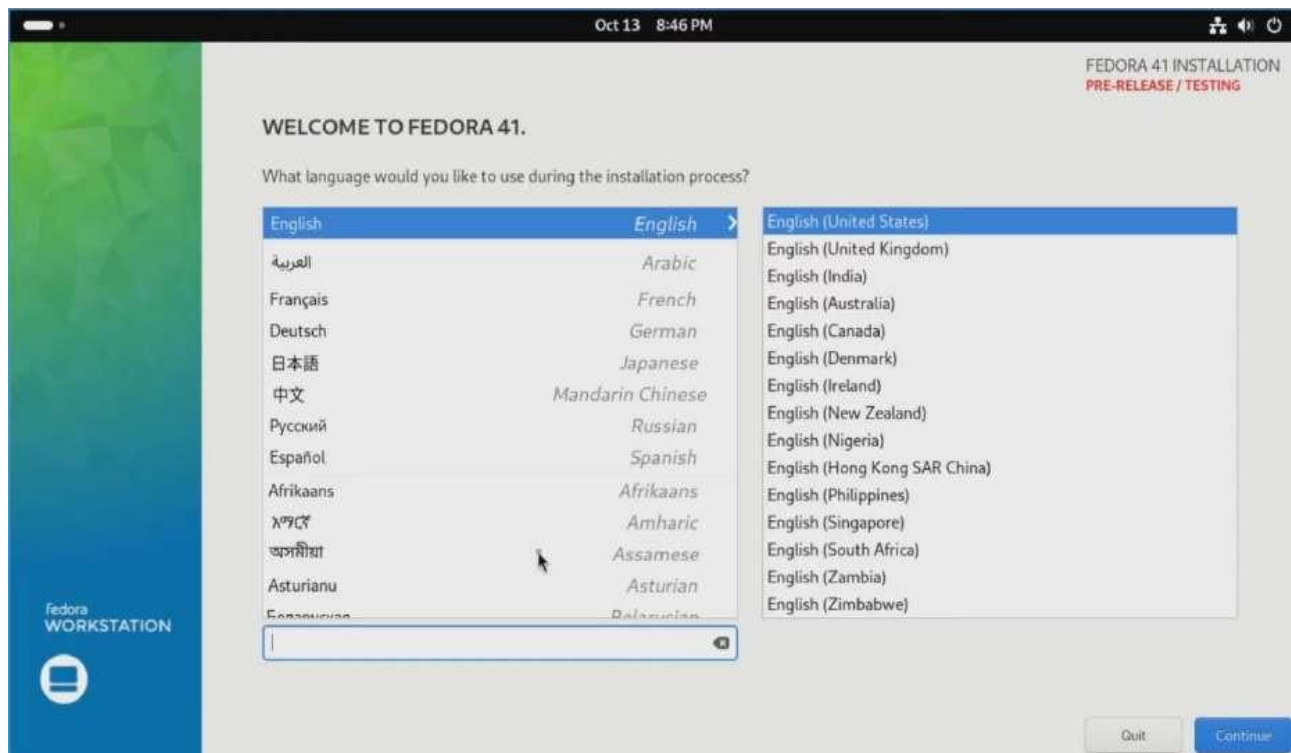 Oct 13 8:46 PM
FEDORA 41 INSTALLATION
PRE-RELEASE / TESTING
WELCOME TO FEDORA 41.
What language would you like to use during the installation process?
English English
العربية Arabic
Français French
Deutsch German
日本語 Japanese
中文 Mandarin Chinese
Русский Russian
Español Spanish
Afrikaans Afrikaans
አማርኛ Amharic
অসমীয়া Assamese
Asturianu Asturian
Беларуская Belarusian
English (United States)
English (United Kingdom)
English (India)
English (Australia)
English (Canada)
English (Denmark)
English (Ireland)
English (New Zealand)
English (Nigeria)
English (Hong Kong SAR China)
English (Philippines)
English (Singapore)
English (South Africa)
English (Zambia)
English (Zimbabwe)
fedora
WORKSTATION
Quit
Continue